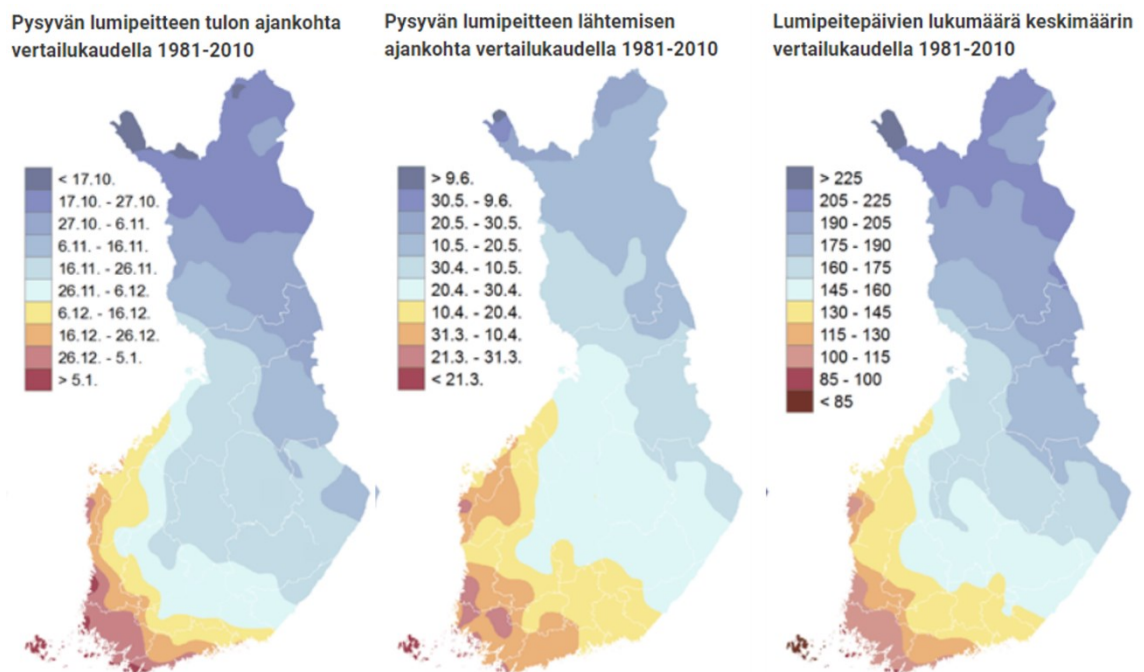 Pysyvän lumipeitteen tulon ajankohta
vertailukaudella 1981-2010
< 17.10.
17.10. - 27.10.
27.10. - 6.11.
6.11. - 16.11.
16.11. - 26.11.
26.11. - 6.12.
6.12. - 16.12.
16.12. - 26.12.
26.12. - 5.1.
> 5.1.
Pysyvän lumipeitteen lähtemisen
ajankohta vertailukaudella 1981-2010
> 9.6.
30.5. - 9.6.
20.5. - 30.5.
10.5. - 20.5.
30.4. - 10.5.
20.4. - 30.4.
10.4. - 20.4.
31.3. - 10.4.
21.3. - 31.3.
< 21.3.
Lumipeitepäivien lukumäärä keskimäärin
vertailukaudella 1981-2010
> 225
205 - 225
190 - 205
175 - 190
160 - 175
145 - 160
130 - 145
115 - 130
100 - 115
85 - 100
< 85